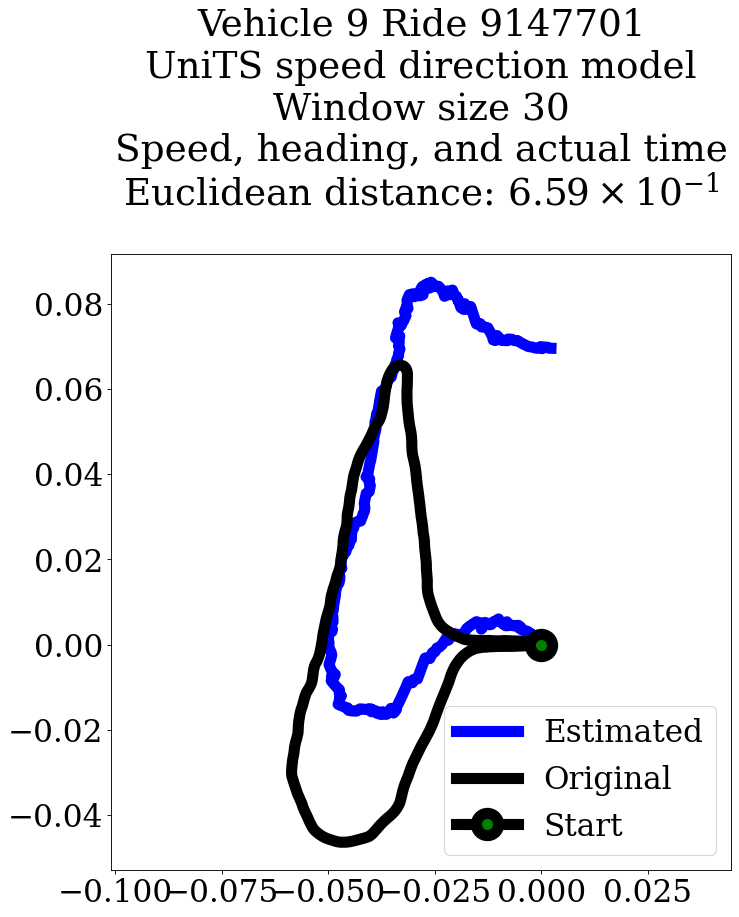 Vehicle 9 Ride 9147701
UniTS speed direction model
Window size 30
Speed, heading, and actual time
Euclidean distance: 6.59 × 10⁻¹
0.08
0.06
0.04
0.02
0.00
−0.02
−0.04
Estimated
Original
Start
−0.100 −0.075 −0.050 −0.025 0.000 0.025